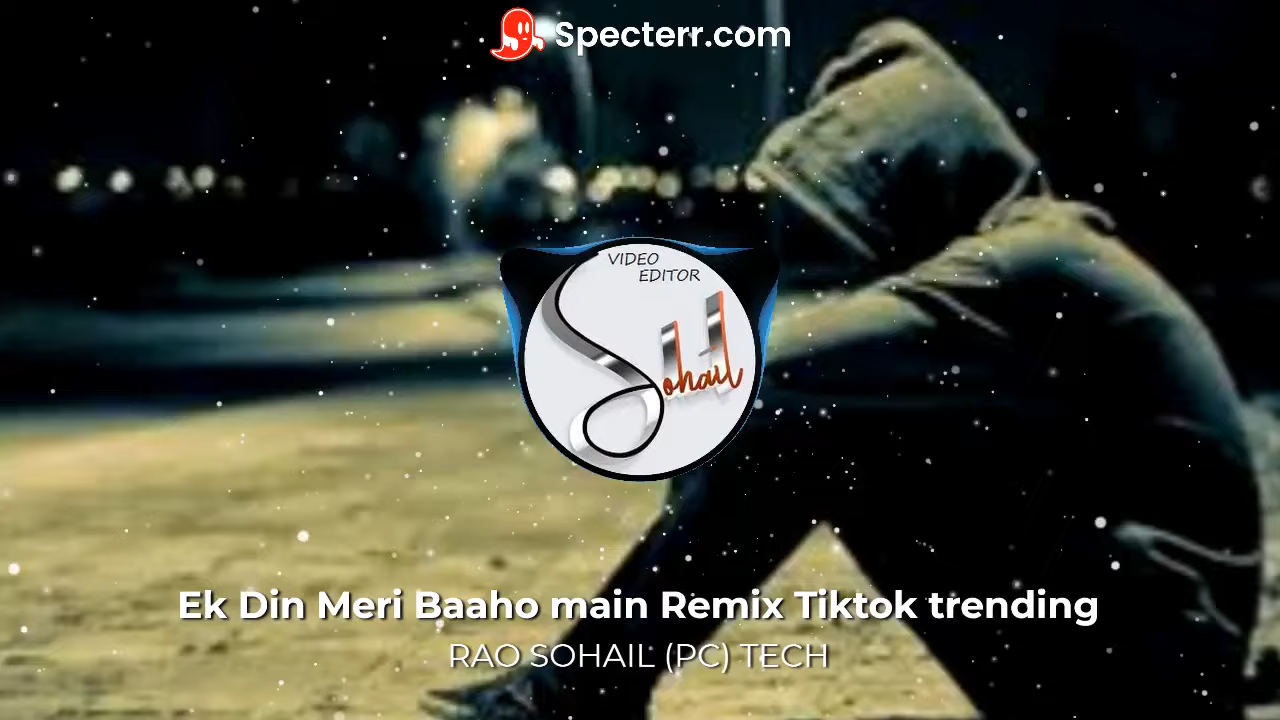 Specterr.com
VIDEO
EDITOR
Sohail
Ek Din Meri Baaho main Remix Tiktok trending
RAO SOHAIL (PC) TECH